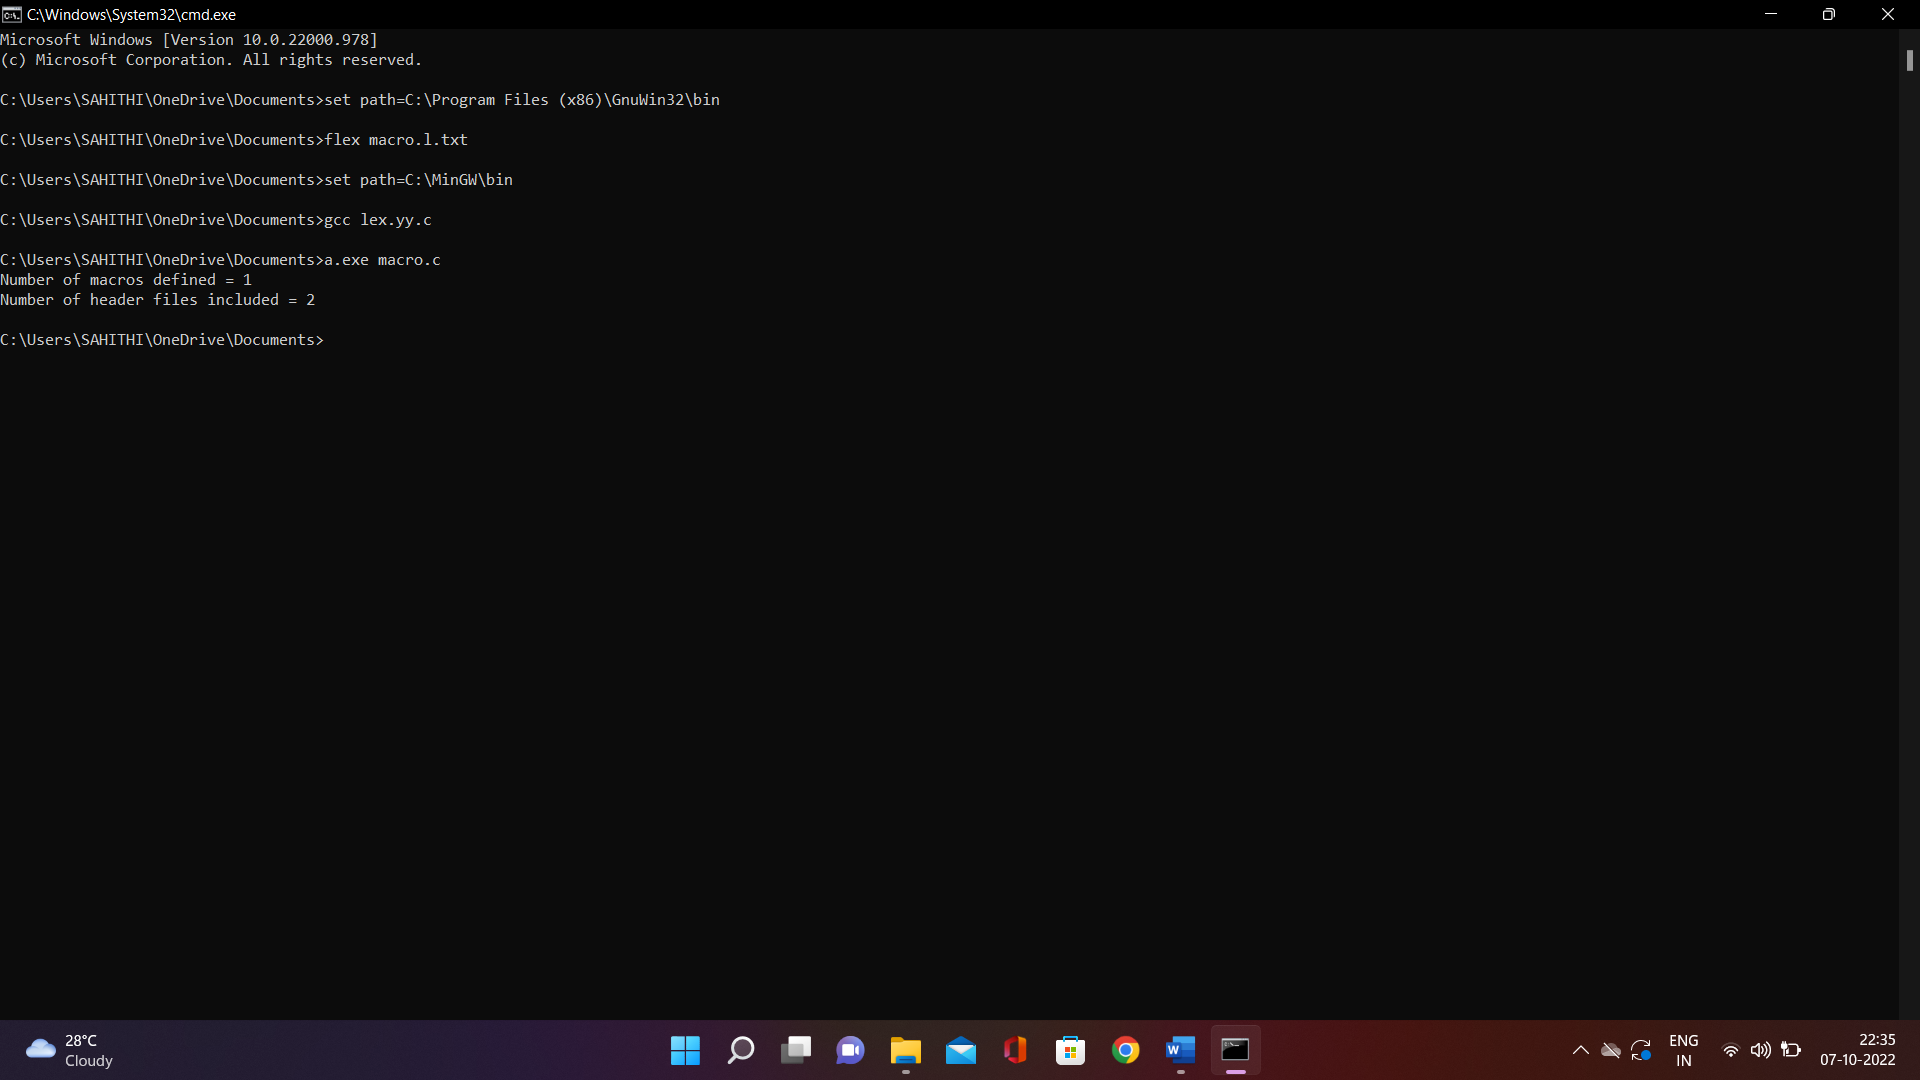 C:\Windows\System32\cmd.exe
Microsoft Windows [Version 10.0.22000.978]
(c) Microsoft Corporation. All rights reserved.
C:\Users\SAHITHI\OneDrive\Documents>set path=C:\Program Files (x86)\GnuWin32\bin
C:\Users\SAHITHI\OneDrive\Documents>flex macro.l.txt
C:\Users\SAHITHI\OneDrive\Documents>set path=C:\MinGW\bin
C:\Users\SAHITHI\OneDrive\Documents>gcc lex.yy.c
C:\Users\SAHITHI\OneDrive\Documents>a.exe macro.c
Number of macros defined = 1
Number of header files included = 2
C:\Users\SAHITHI\OneDrive\Documents>
28°C
Cloudy
ENG
IN
22:35
07-10-2022